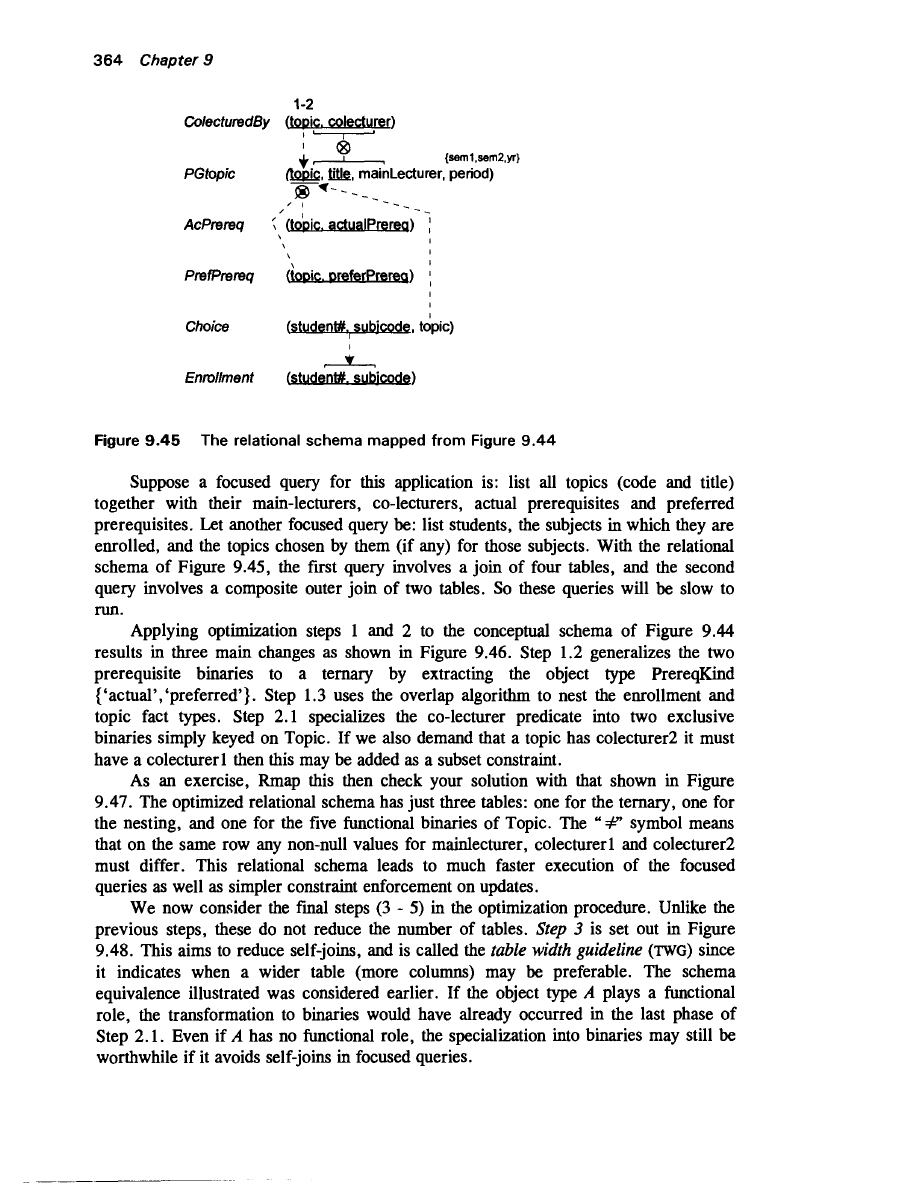 364 Chapter 9
1-2
ColecturedBy (topic, colecturer)
{sem1,sem2,yr}
PGtopic (topic, title, mainLecturer, period)
AcPrereq (topic, actualPrereq)
PrefPrereq (topic, preferPrereq)
Choice (student#, subjcode, topic)
Enrollment (student#, subjcode)
Figure 9.45 The relational schema mapped from Figure 9.44
Suppose a focused query for this application is: list all topics (code and title)
together with their main-lecturers, co-lecturers, actual prerequisites and preferred
prerequisites. Let another focused query be: list students, the subjects in which they are
enrolled, and the topics chosen by them (if any) for those subjects. With the relational
schema of Figure 9.45, the first query involves a join of four tables, and the second
query involves a composite outer join of two tables. So these queries will be slow to
run.
Applying optimization steps 1 and 2 to the conceptual schema of Figure 9.44
results in three main changes as shown in Figure 9.46. Step 1.2 generalizes the two
prerequisite binaries to a ternary by extracting the object type PrereqKind
{‘actual’,‘preferred’}. Step 1.3 uses the overlap algorithm to nest the enrollment and
topic fact types. Step 2.1 specializes the co-lecturer predicate into two exclusive
binaries simply keyed on Topic. If we also demand that a topic has colecturer2 it must
have a colecturer1 then this may be added as a subset constraint.
As an exercise, Rmap this then check your solution with that shown in Figure
9.47. The optimized relational schema has just three tables: one for the ternary, one for
the nesting, and one for the five functional binaries of Topic. The “≠” symbol means
that on the same row any non-null values for mainlecturer, colecturer1 and colecturer2
must differ. This relational schema leads to much faster execution of the focused
queries as well as simpler constraint enforcement on updates.
We now consider the final steps (3 - 5) in the optimization procedure. Unlike the
previous steps, these do not reduce the number of tables. Step 3 is set out in Figure
9.48. This aims to reduce self-joins, and is called the table width guideline (TWG) since
it indicates when a wider table (more columns) may be preferable. The schema
equivalence illustrated was considered earlier. If the object type A plays a functional
role, the transformation to binaries would have already occurred in the last phase of
Step 2.1. Even if A has no functional role, the specialization into binaries may still be
worthwhile if it avoids self-joins in focused queries.